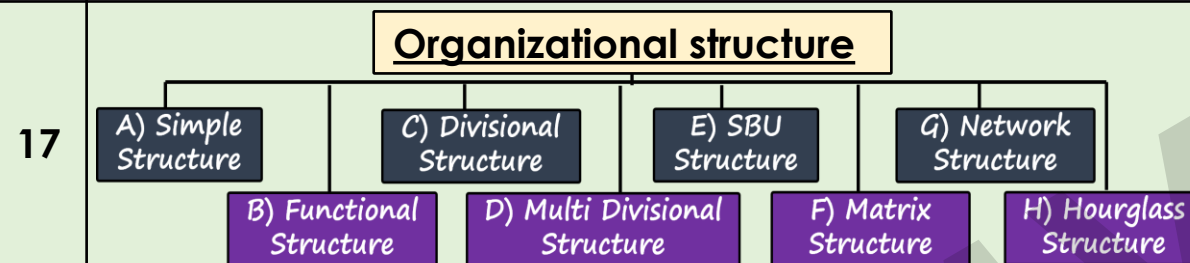 Organizational structure
17
A) Simple
Structure
B) Functional
Structure
C) Divisional
Structure
D) Multi Divisional
Structure
E) SBU
Structure
F) Matrix
Structure
G) Network
Structure
H) Hourglass
Structure